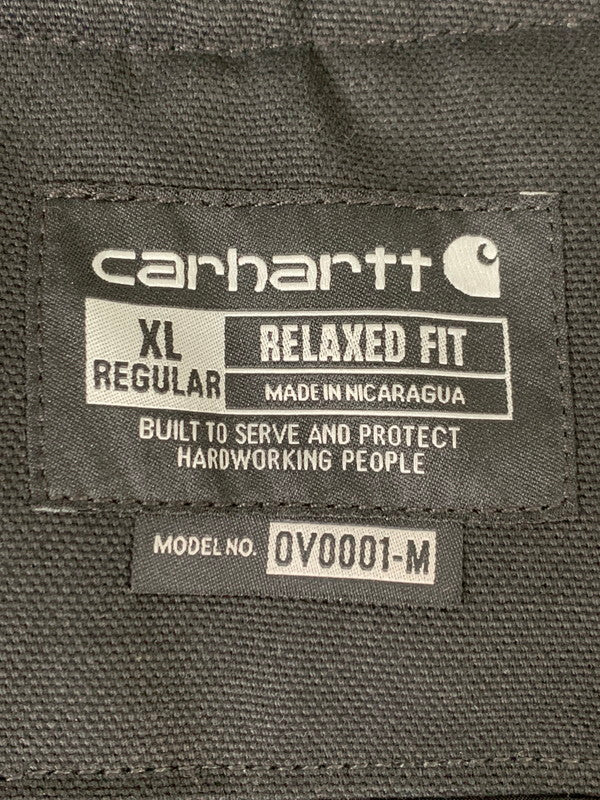 carhartt
XL
REGULAR
RELAXED FIT
MADE IN NICARAGUA
BUILT TO SERVE AND PROTECT
HARDWORKING PEOPLE
MODEL NO. OV0001-M